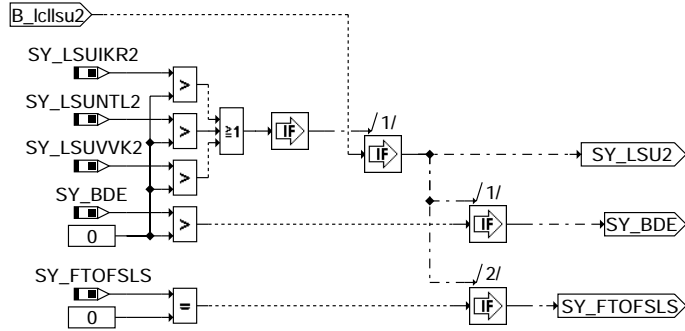 B_lcllsu2
SY_LSUIKR2
>
SY_LSUNTL2
/1/
>
≥1
IF
SY_LSUVVK2
IF
SY_LSU2
>
SY_BDE
/1/
0
>
IF
SY_BDE
SY_FTOFSLS
/2/
0
=
IF
SY_FTOFSLS